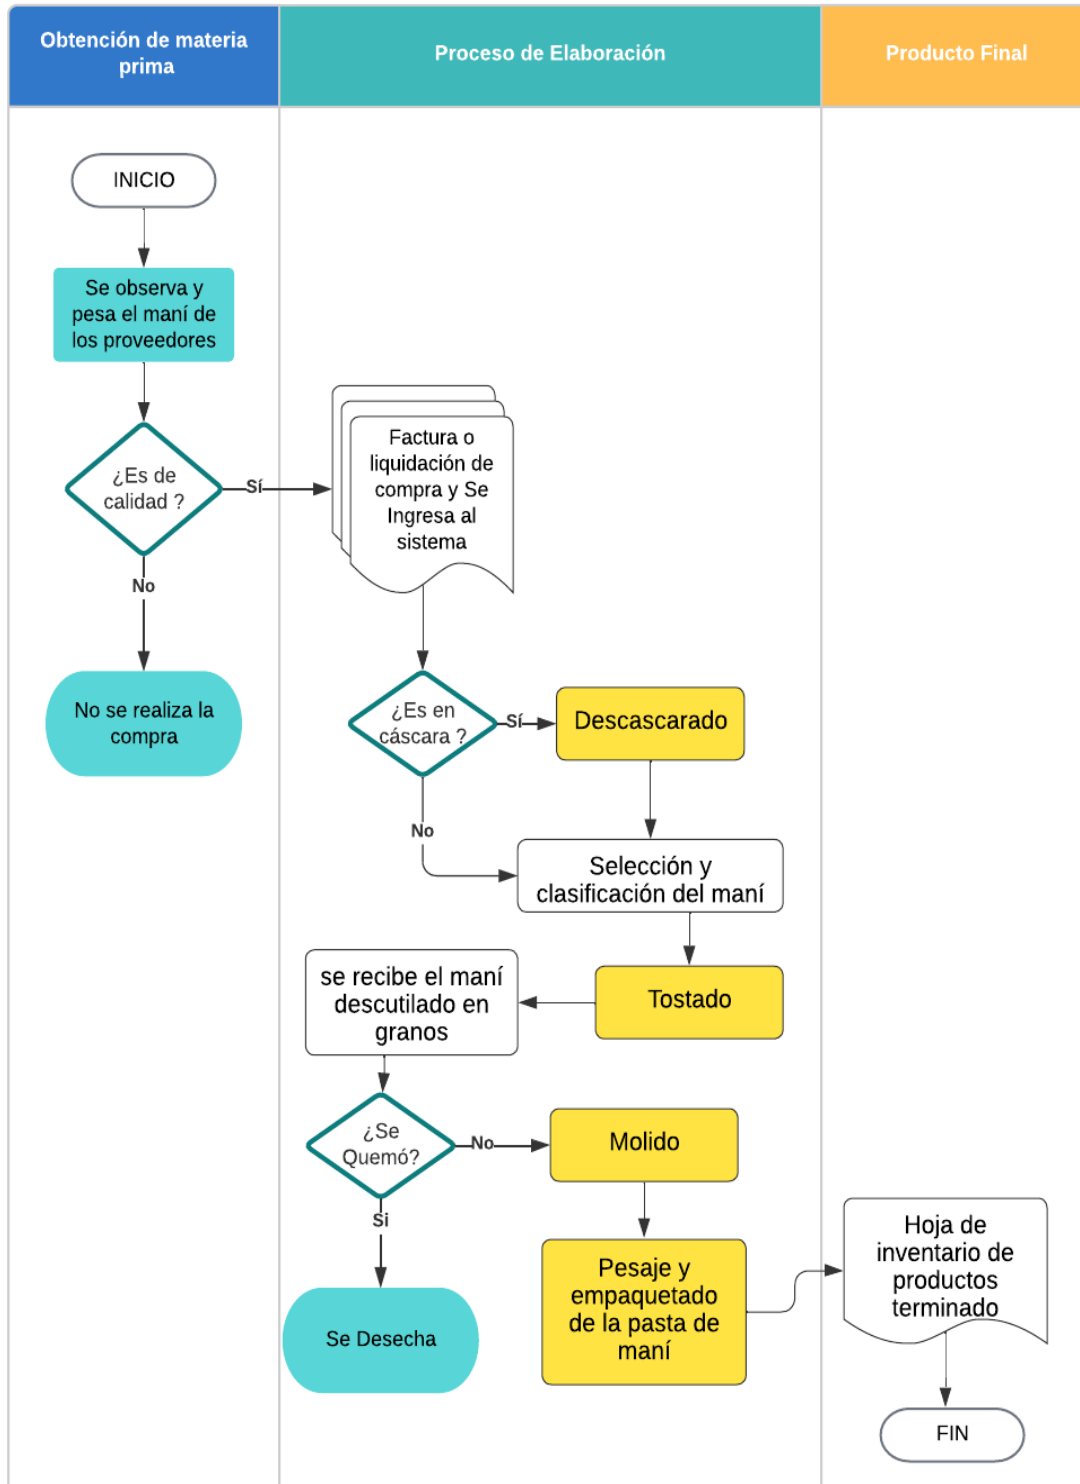 Obtención de materia
prima
Proceso de Elaboración
Producto Final
INICIO
Se observa y
pesa el maní de
los proveedores
¿Es de
calidad ?
Sí
No
No se realiza la
compra
Factura o
liquidación de
compra y Se
Ingresa al
sistema
¿Es en
cáscara ?
Sí
No
Descascarado
Selección y
clasificación del maní
Tostado
se recibe el maní
descutilado en
granos
¿Se
Quemó?
No
Si
Se Desecha
Molido
Pesaje y
empaquetado
de la pasta de
maní
Hoja de
inventario de
productos
terminado
FIN